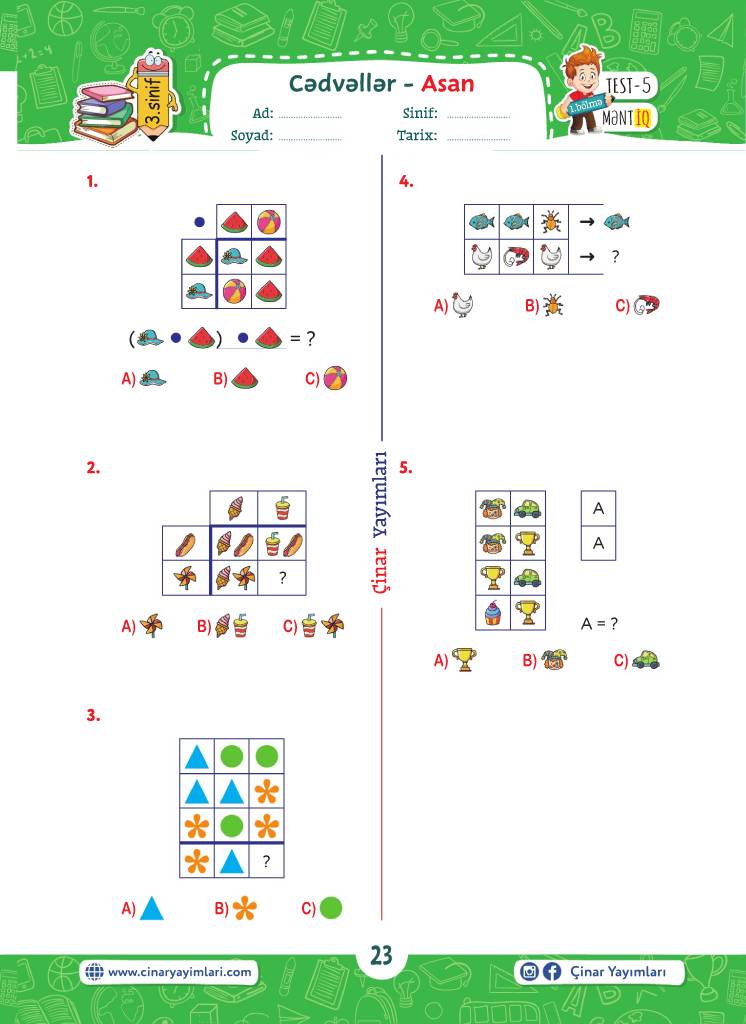 Cədvəllər - Asan
3.sinif
Ad: ........................ Sinif: ........................
Soyad: ........................ Tarix: ........................
1.bölmə
TEST-5
MƏNTİQ
1.
( • ) • = ?
A) B) C)
2.
?
A) B) C)
3.
?
A) B) C)
Çinar Yayımları
4.
→
→ ?
A) B) C)
5.
A
A
A = ?
A) B) C)
23
www.cinaryayimlari.com
Çinar Yayımları